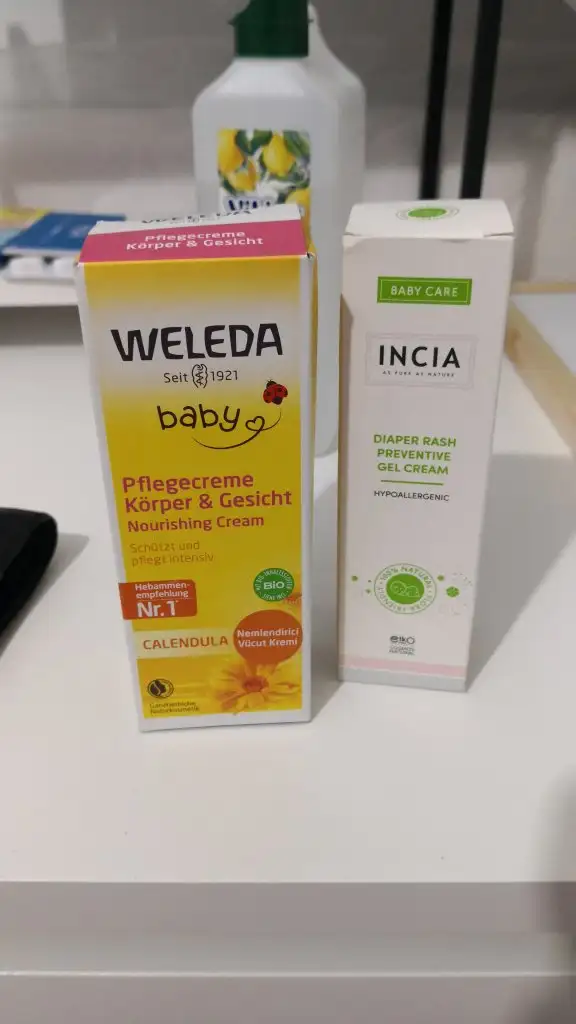 Pflegecreme
Körper & Gesicht
WELEDA
Seit 1921
baby
Pflegecreme
Körper & Gesicht
Nourishing Cream
Schützt und
pflegt intensiv
Hebammen-
empfehlung
Nr.1
BIO
CALENDULA
Nemlendirici
Vücut Kremi
BABY CARE
INCIA
AS PURE AS NATURE
DIAPER RASH
PREVENTIVE
GEL CREAM
HYPOALLERGENIC
100% NATURAL